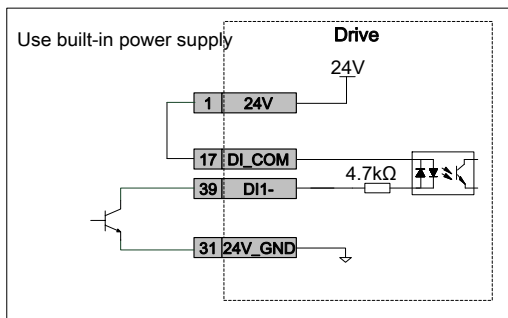 Use built-in power supply
Drive
24V
1 24V
17 DI_COM
4.7kΩ
39 DI1-
31 24V_GND